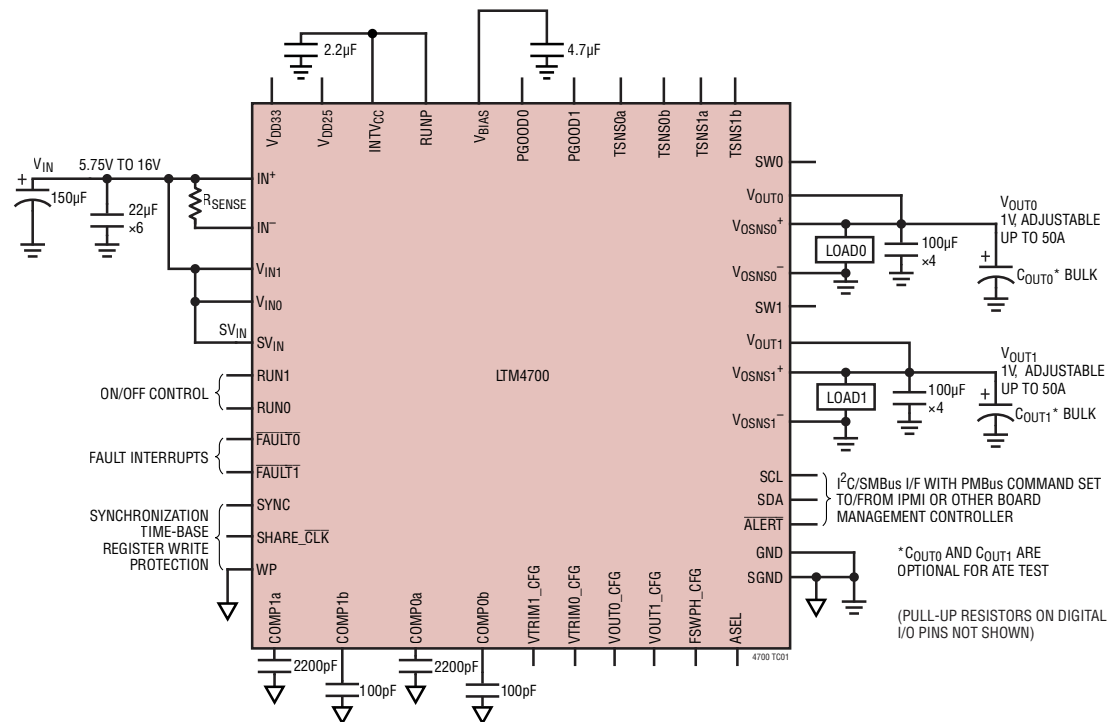 2.2µF
4.7µF
VDD33
VDD25
INTVCC
RUNP
VBIAS
PGOOD0
PGOOD1
TSNS0a
TSNS0b
TSNS1a
TSNS1b
VIN
5.75V TO 16V
+
150µF
22µF
×6
RSENSE
IN+
IN–
VIN1
VIN0
SVIN
SVIN
ON/OFF CONTROL
RUN1
RUN0
FAULT INTERRUPTS
FAULT0
FAULT1
SYNCHRONIZATION
TIME-BASE
REGISTER WRITE
PROTECTION
SYNC
SHARE_CLK
WP
LTM4700
SW0
VOUT0
VOSNS0+
VOSNS0–
LOAD0
100µF
×4
VOUT0
1V, ADJUSTABLE
UP TO 50A
+
COUT0* BULK
SW1
VOUT1
VOSNS1+
VOSNS1–
LOAD1
100µF
×4
VOUT1
1V, ADJUSTABLE
UP TO 50A
+
COUT1* BULK
SCL
SDA
ALERT
I2C/SMBus I/F WITH PMBus COMMAND SET
TO/FROM IPMI OR OTHER BOARD
MANAGEMENT CONTROLLER
GND
SGND
*COUT0 AND COUT1 ARE
OPTIONAL FOR ATE TEST
(PULL-UP RESISTORS ON DIGITAL
I/O PINS NOT SHOWN)
COMP1a
COMP1b
COMP0a
COMP0b
VTRIM1_CFG
VTRIM0_CFG
VOUT0_CFG
VOUT1_CFG
FSWPH_CFG
ASEL
4700 TC01
2200pF
100pF
2200pF
100pF